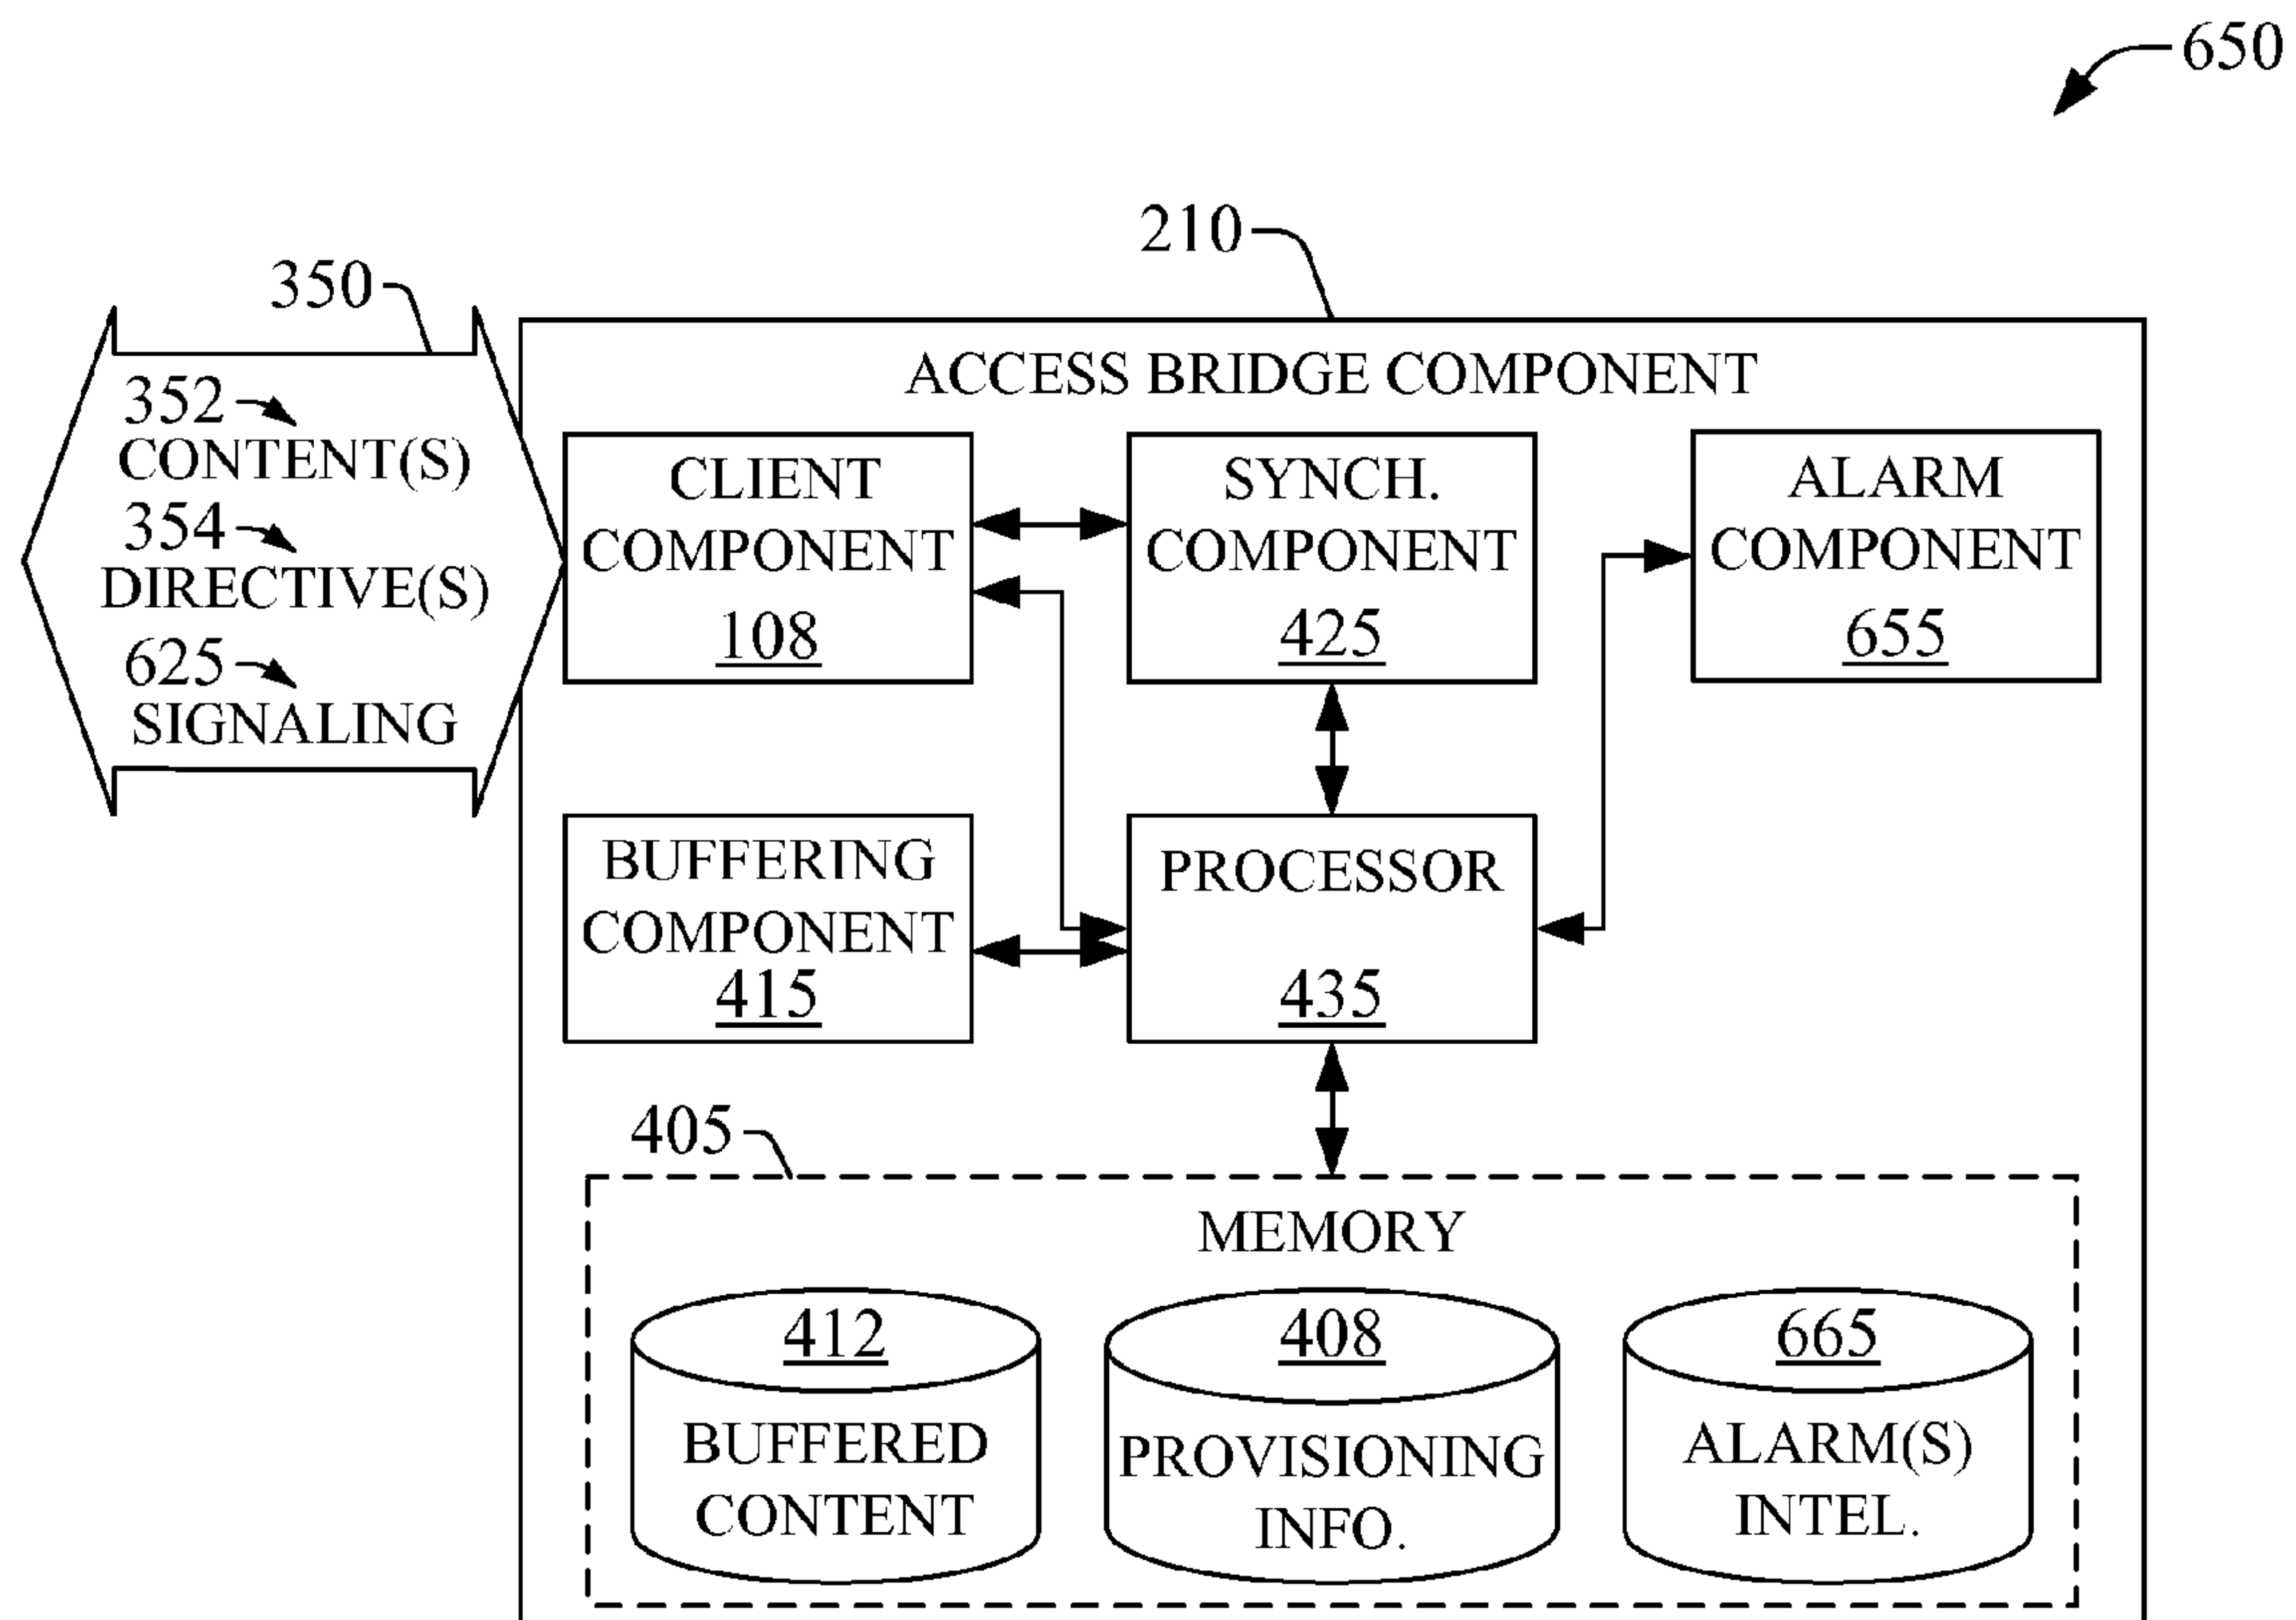 650
210
350
ACCESS BRIDGE COMPONENT
352
CONTENT(S)
354
DIRECTIVE(S)
625
SIGNALING
CLIENT
COMPONENT
108
SYNCH.
COMPONENT
425
ALARM
COMPONENT
655
BUFFERING
COMPONENT
415
PROCESSOR
435
405
MEMORY
412
BUFFERED
CONTENT
408
PROVISIONING
INFO.
665
ALARM(S)
INTEL.